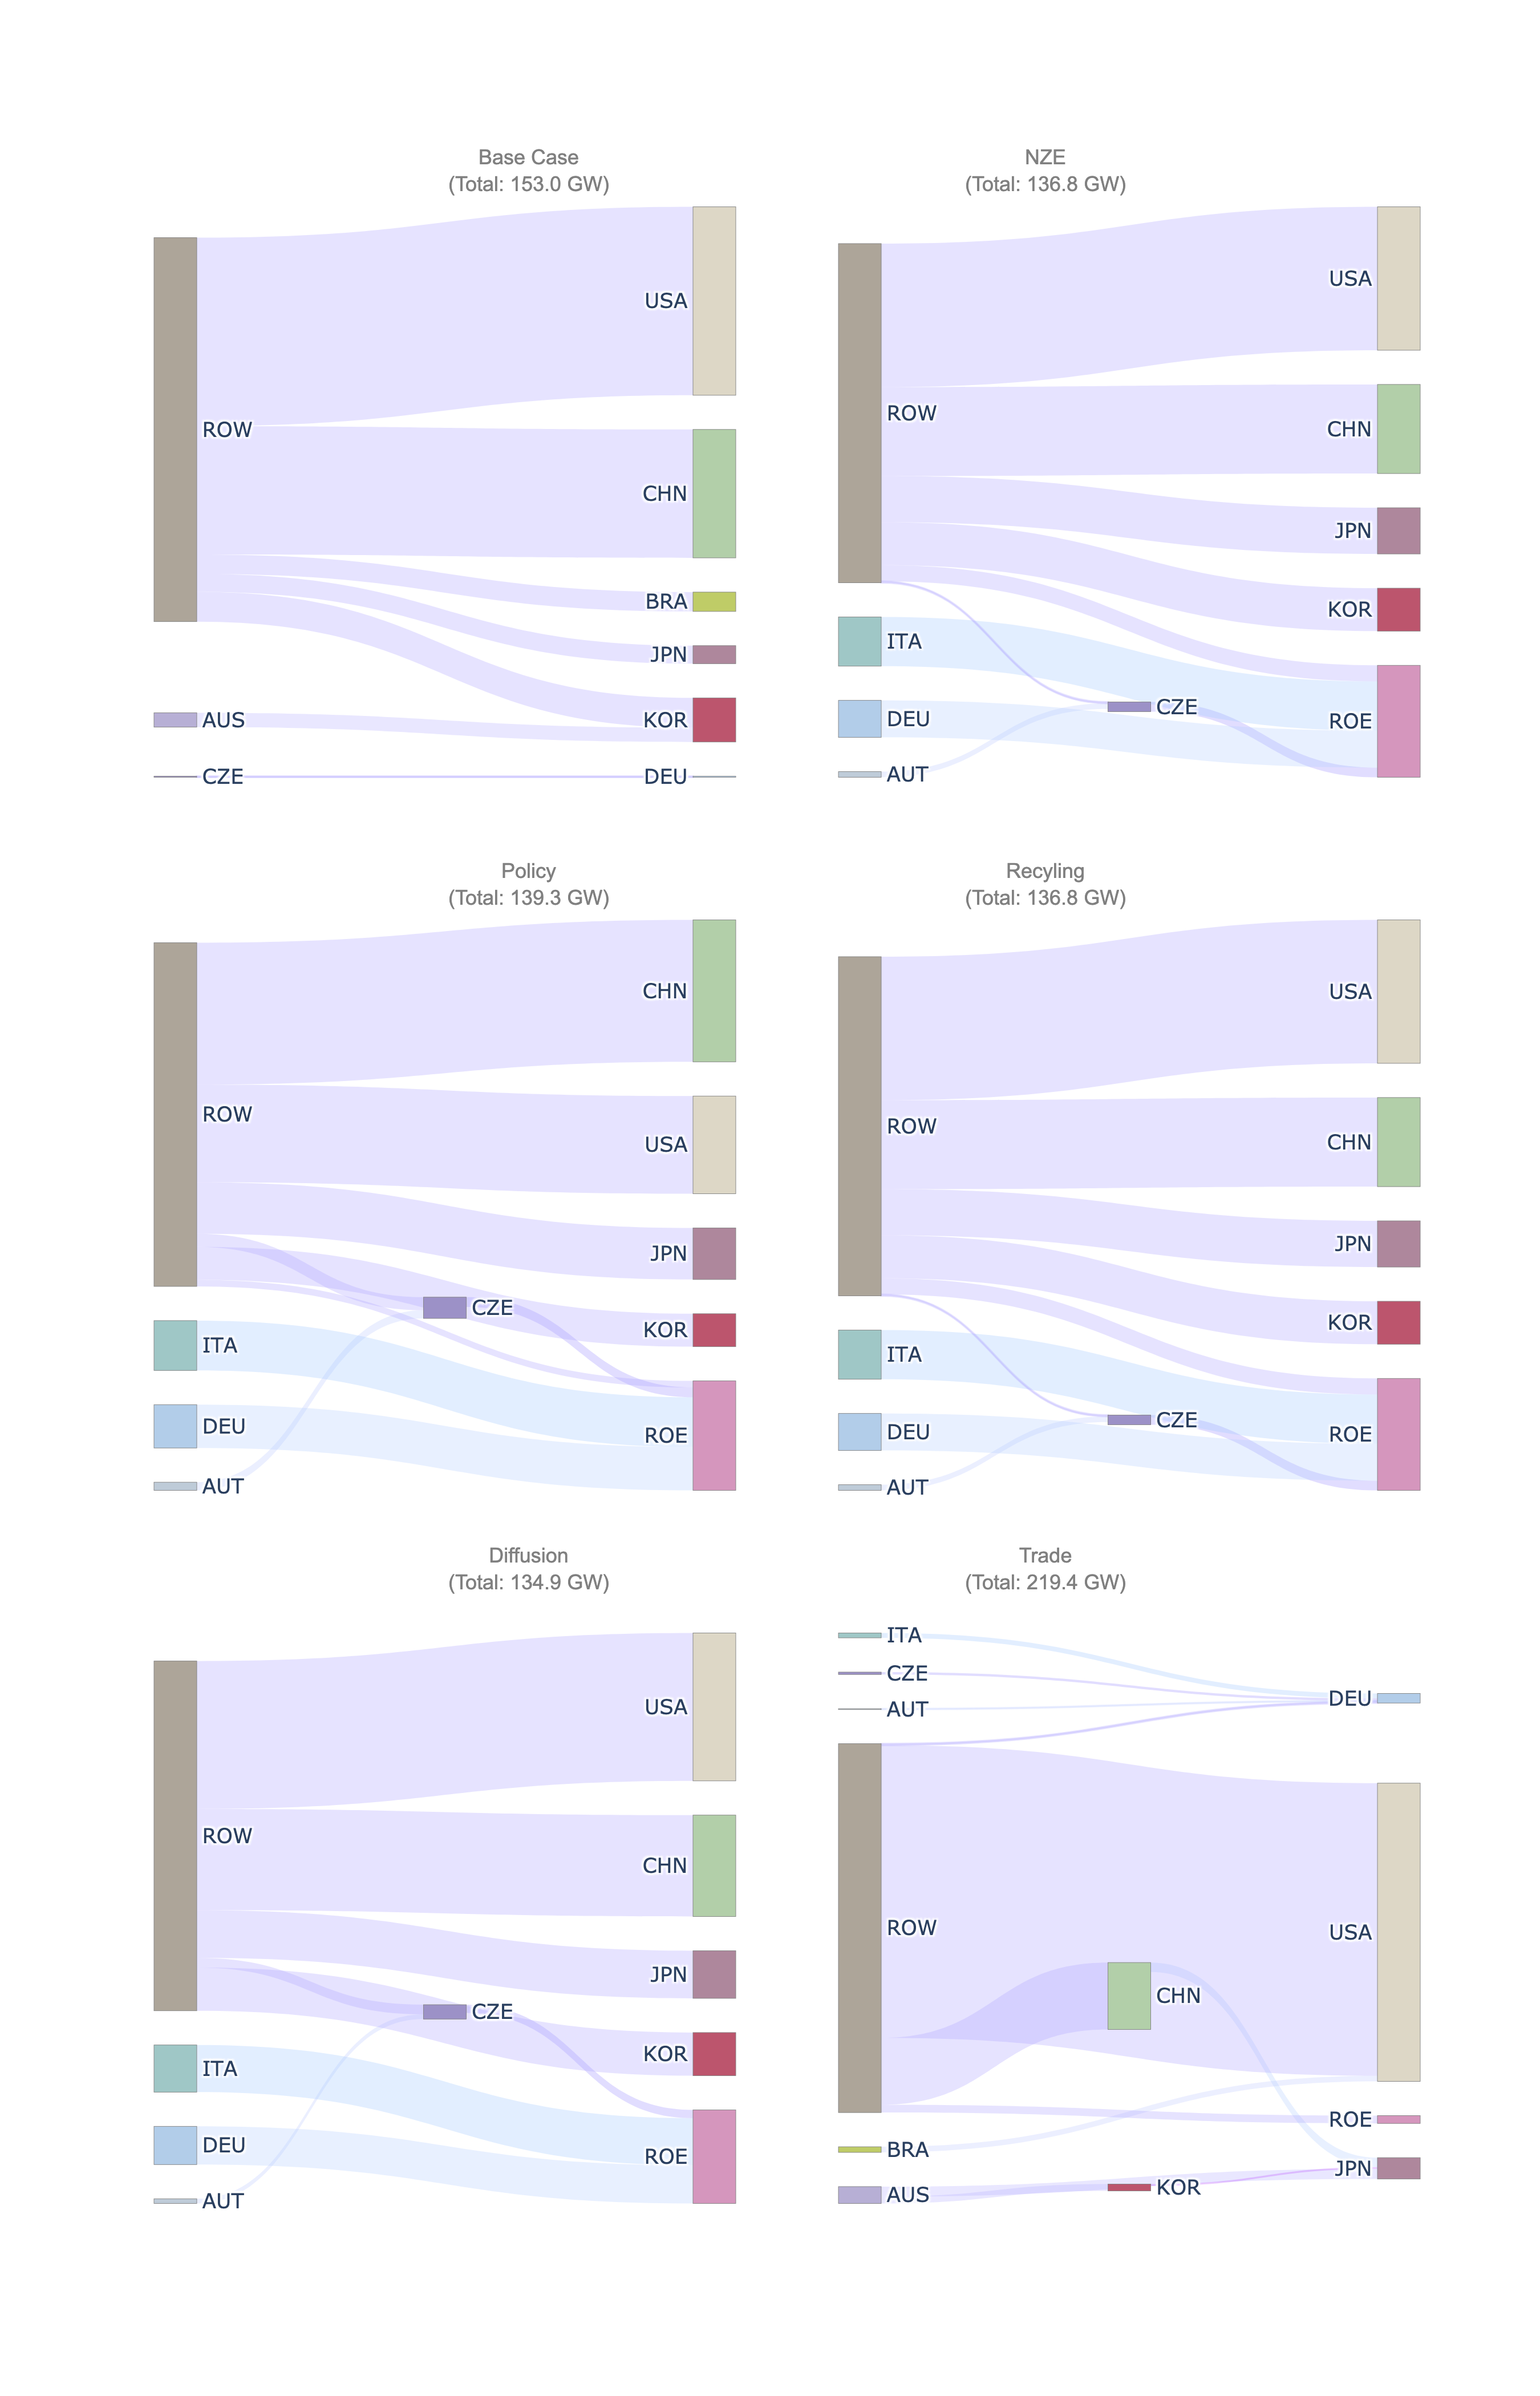 Base Case
(Total: 153.0 GW)
USA
ROW
CHN
BRA
JPN
AUS
KOR
CZE
DEU
NZE
(Total: 136.8 GW)
USA
ROW
CHN
JPN
KOR
ITA
CZE
DEU
ROE
AUT
Policy
(Total: 139.3 GW)
CHN
ROW
USA
JPN
CZE
KOR
ITA
DEU
ROE
AUT
Recyling
(Total: 136.8 GW)
USA
ROW
CHN
JPN
KOR
ITA
CZE
DEU
ROE
AUT
Diffusion
(Total: 134.9 GW)
USA
ROW
CHN
JPN
CZE
KOR
ITA
DEU
ROE
AUT
Trade
(Total: 219.4 GW)
ITA
CZE
DEU
AUT
ROW
USA
CHN
ROE
BRA
JPN
KOR
AUS